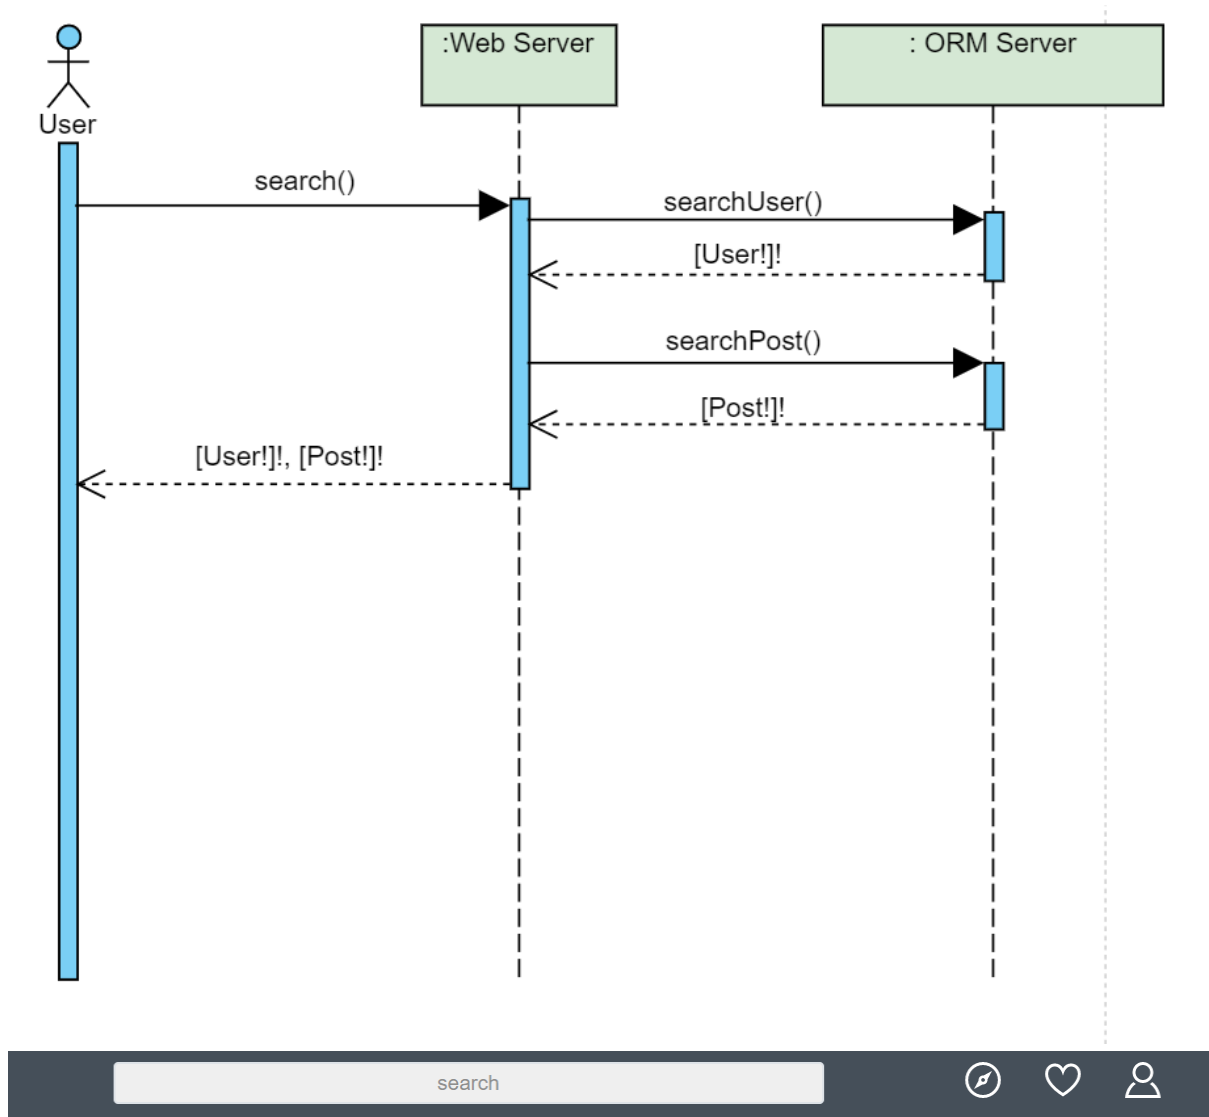 :Web Server
: ORM Server
User
search()
searchUser()
[User!]!
searchPost()
[Post!]!
[User!]!, [Post!]!
search